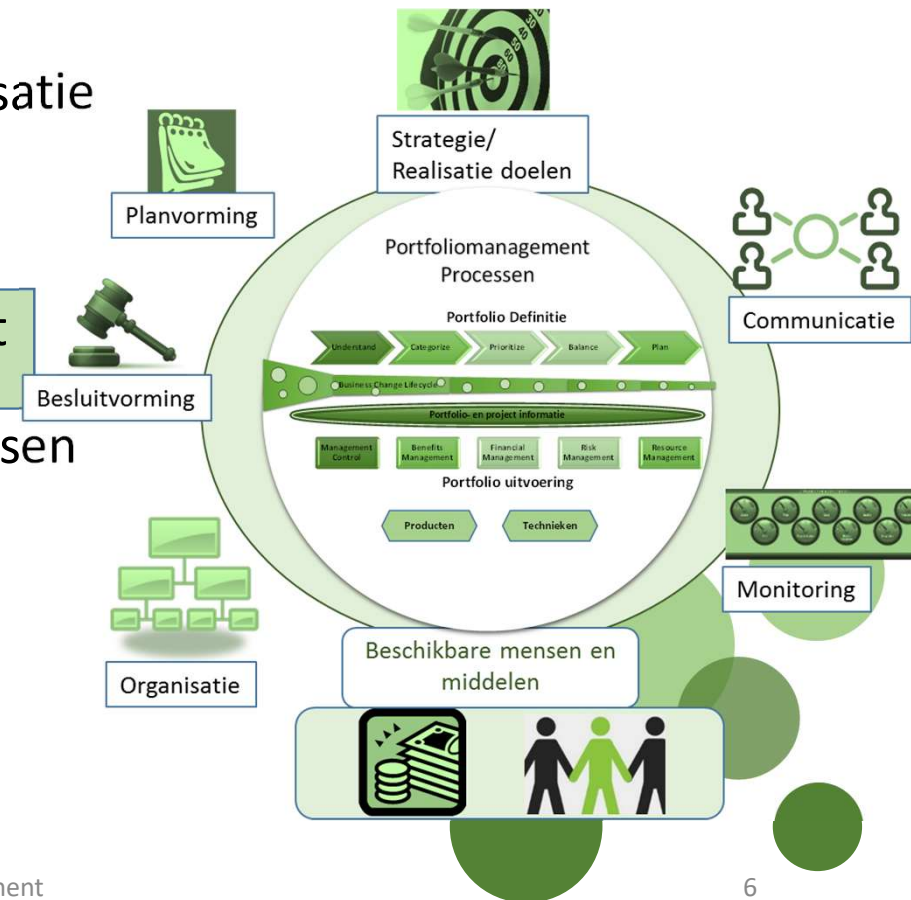 satie
Strategie/
Realisatie doelen
Planvorming
Portfoliomanagement
Processen
Communicatie
t
Besluitvorming
sen
Portfolio Definitie
Understand
Categorize
Prioritize
Balance
Plan
Business Change Lifecycle
Portfolio- en project informatie
Management
Control
Benefits
Management
Financial
Management
Risk
Management
Resource
Management
Portfolio uitvoering
Producten
Technieken
Monitoring
Organisatie
Beschikbare mensen en
middelen
ment
6